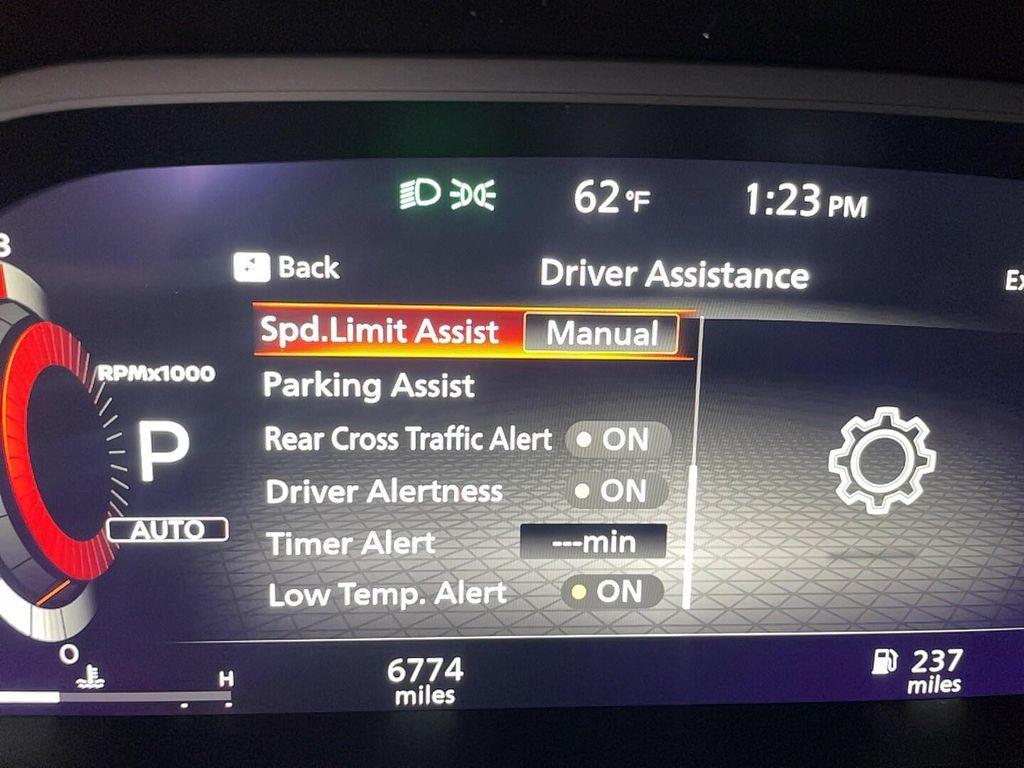 62 °F
1:23 PM
Back
Driver Assistance
Spd.Limit Assist Manual
Parking Assist
Rear Cross Traffic Alert ON
Driver Alertness ON
Timer Alert ---min
Low Temp. Alert ON
3
RPMx1000
P
AUTO
0
H
6774
miles
237
miles